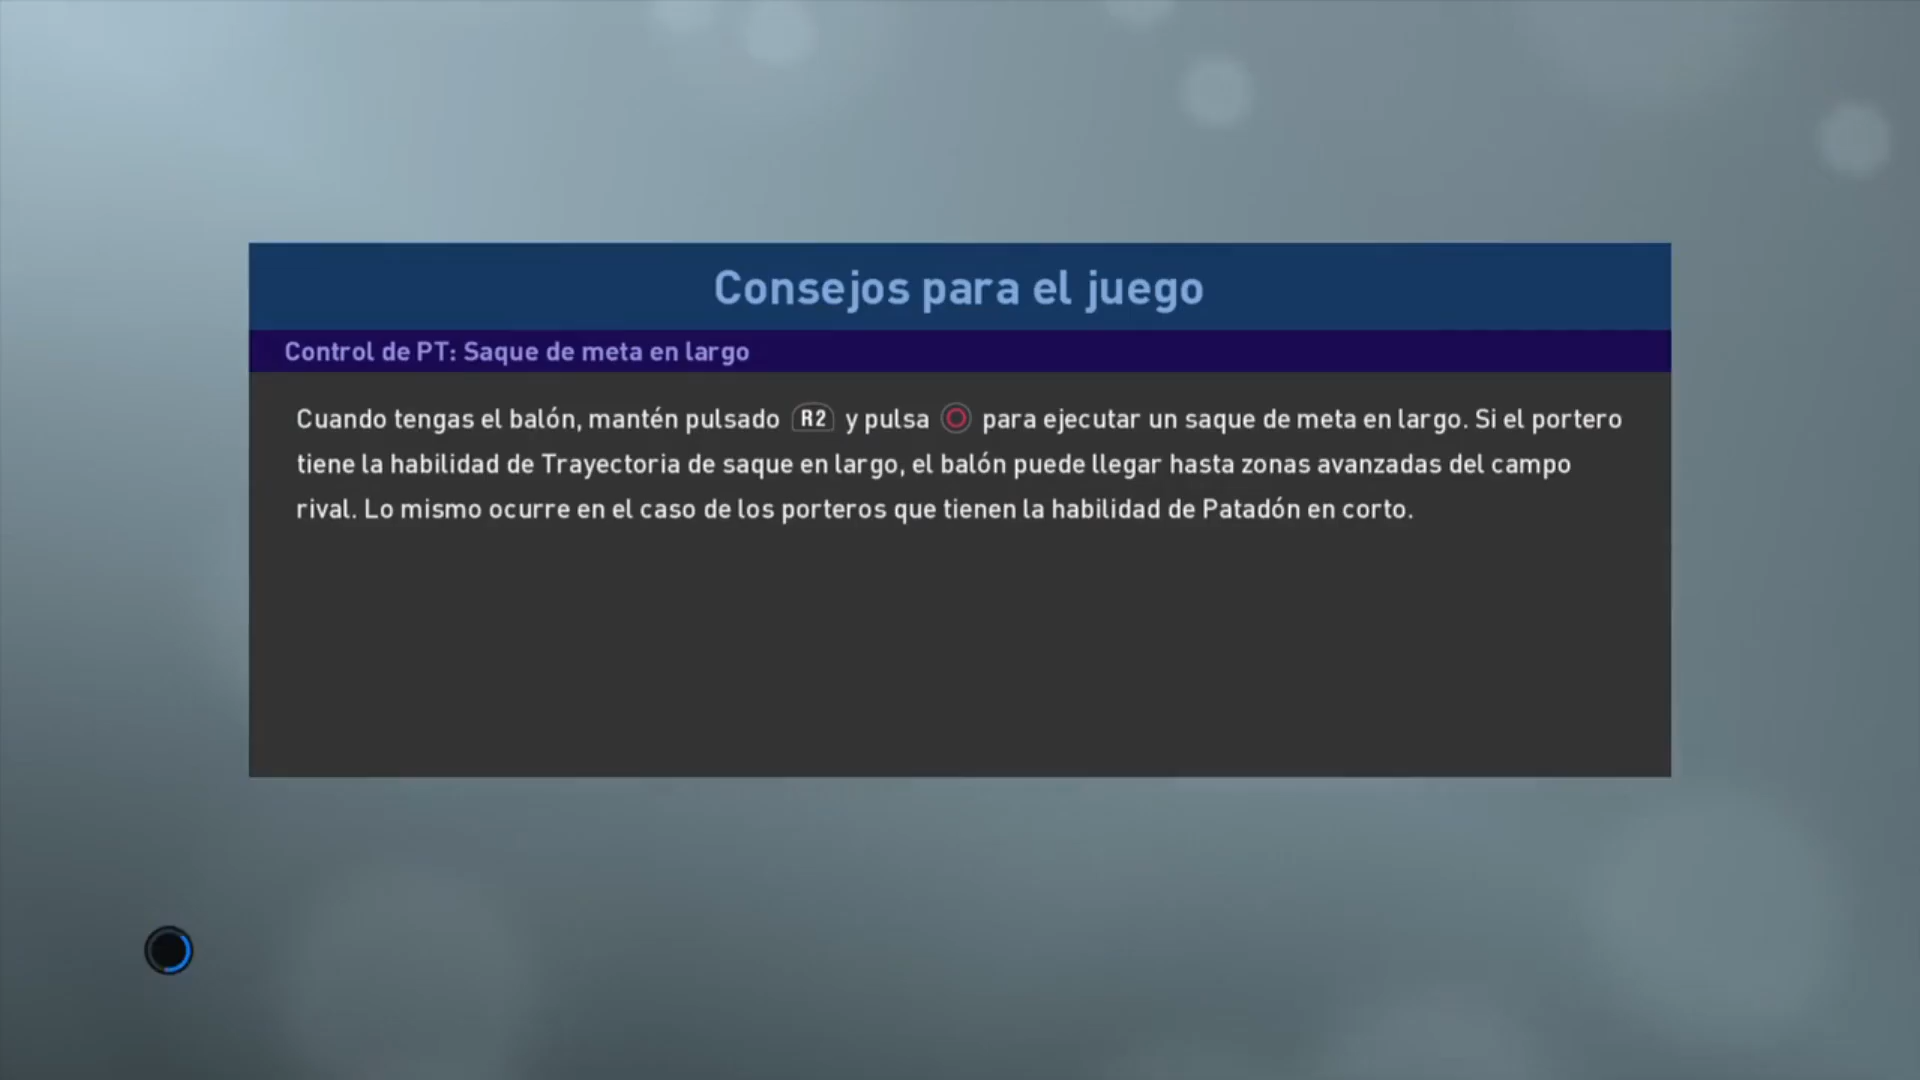 Consejos para el juego
Control de PT: Saque de meta en largo
Cuando tengas el balón, mantén pulsado R2 y pulsa para ejecutar un saque de meta en largo. Si el portero
tiene la habilidad de Trayectoria de saque en largo, el balón puede llegar hasta zonas avanzadas del campo
rival. Lo mismo ocurre en el caso de los porteros que tienen la habilidad de Patadón en corto.